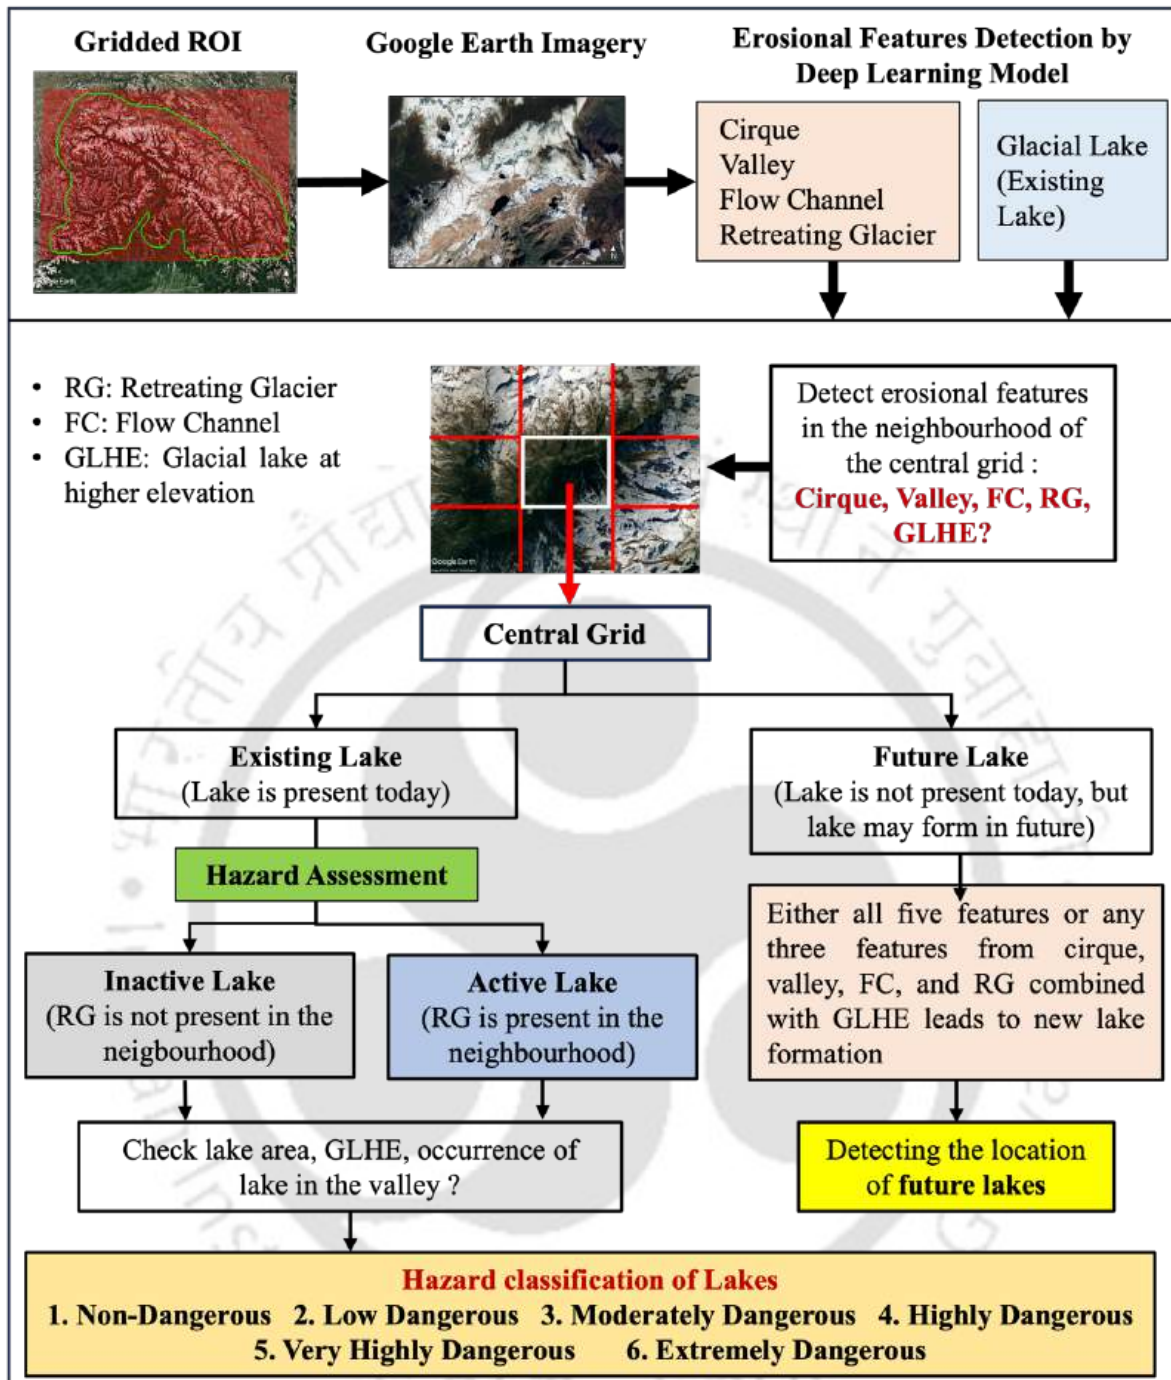 Gridded ROI
Google Earth Imagery
Erosional Features Detection by
Deep Learning Model
Cirque
Valley
Flow Channel
Retreating Glacier
Glacial Lake
(Existing
Lake)
• RG: Retreating Glacier
• FC: Flow Channel
• GLHE: Glacial lake at
higher elevation
Google Earth
Detect erosional features
in the neighbourhood of
the central grid :
Cirque, Valley, FC, RG,
GLHE?
Central Grid
Existing Lake
(Lake is present today)
Future Lake
(Lake is not present today, but
lake may form in future)
Hazard Assessment
Inactive Lake
(RG is not present in the
neigbourhood)
Active Lake
(RG is present in the
neighbourhood)
Either all five features or any
three features from cirque,
valley, FC, and RG combined
with GLHE leads to new lake
formation
Check lake area, GLHE, occurrence of
lake in the valley ?
Detecting the location
of future lakes
Hazard classification of Lakes
1. Non-Dangerous 2. Low Dangerous 3. Moderately Dangerous 4. Highly Dangerous
5. Very Highly Dangerous 6. Extremely Dangerous